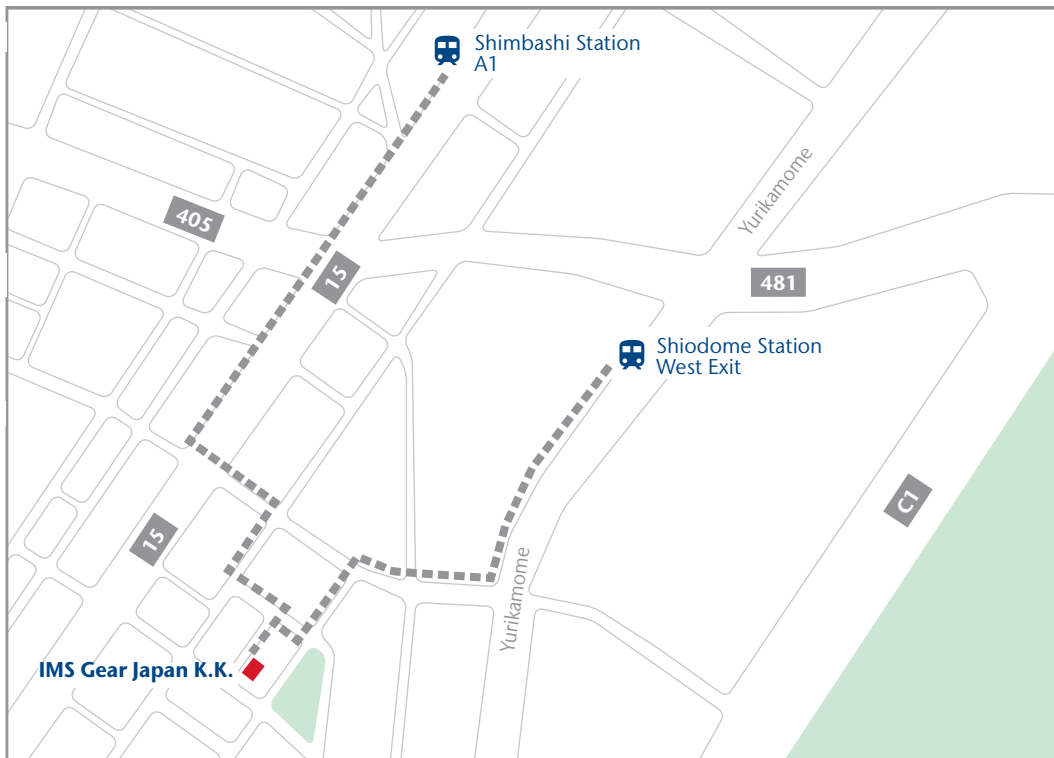 Shimbashi Station
A1
Yurikamome
405
15
481
Shiodome Station
West Exit
C1
15
Yurikamome
IMS Gear Japan K.K.